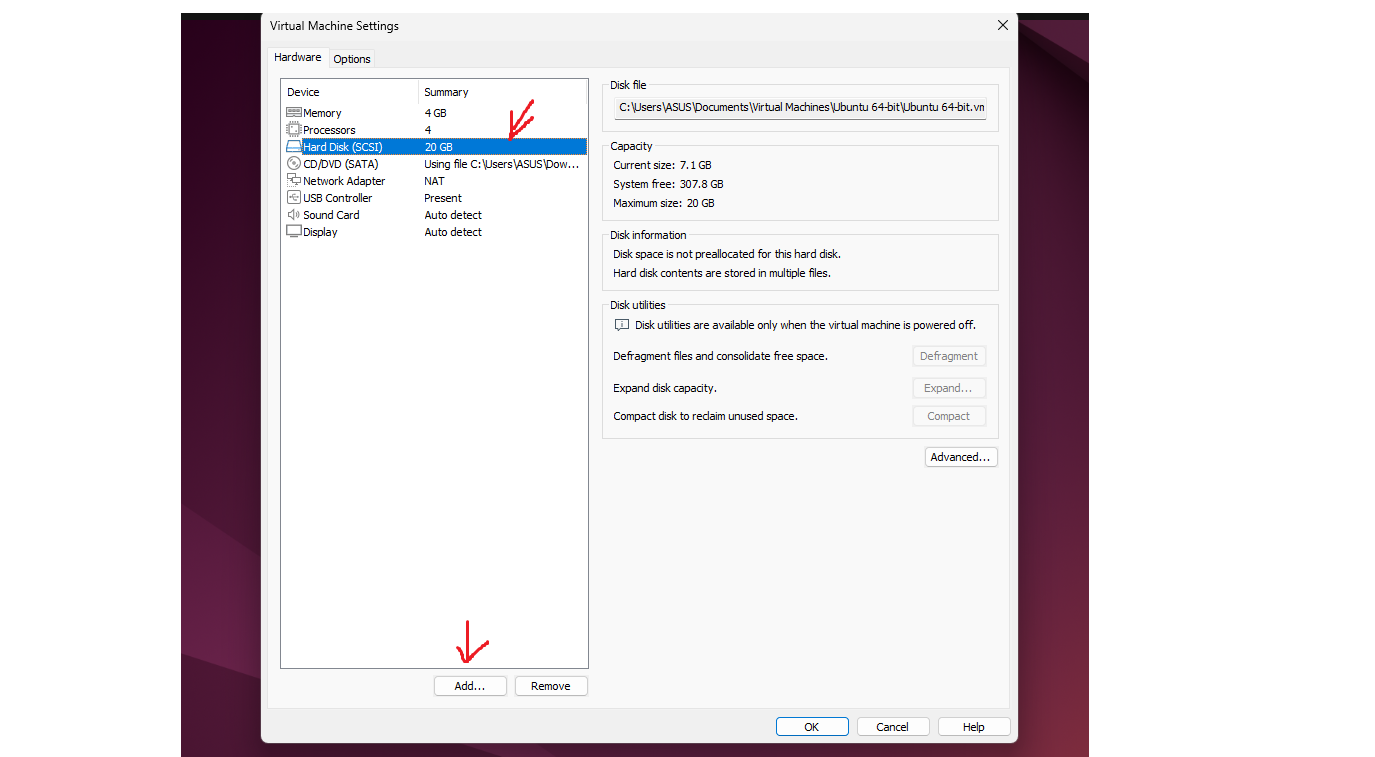 Virtual Machine Settings
Hardware Options
Device Summary
Memory 4 GB
Processors 4
Hard Disk (SCSI) 20 GB
CD/DVD (SATA) Using file C:\Users\ASUS\Dow...
Network Adapter NAT
USB Controller Present
Sound Card Auto detect
Display Auto detect
Add... Remove
Disk file
C:\Users\ASUS\Documents\Virtual Machines\Ubuntu 64-bit\Ubuntu 64-bit.vm
Capacity
Current size: 7.1 GB
System free: 307.8 GB
Maximum size: 20 GB
Disk information
Disk space is not preallocated for this hard disk.
Hard disk contents are stored in multiple files.
Disk utilities
Disk utilities are available only when the virtual machine is powered off.
Defragment files and consolidate free space. Defragment
Expand disk capacity. Expand...
Compact disk to reclaim unused space. Compact
Advanced...
OK Cancel Help